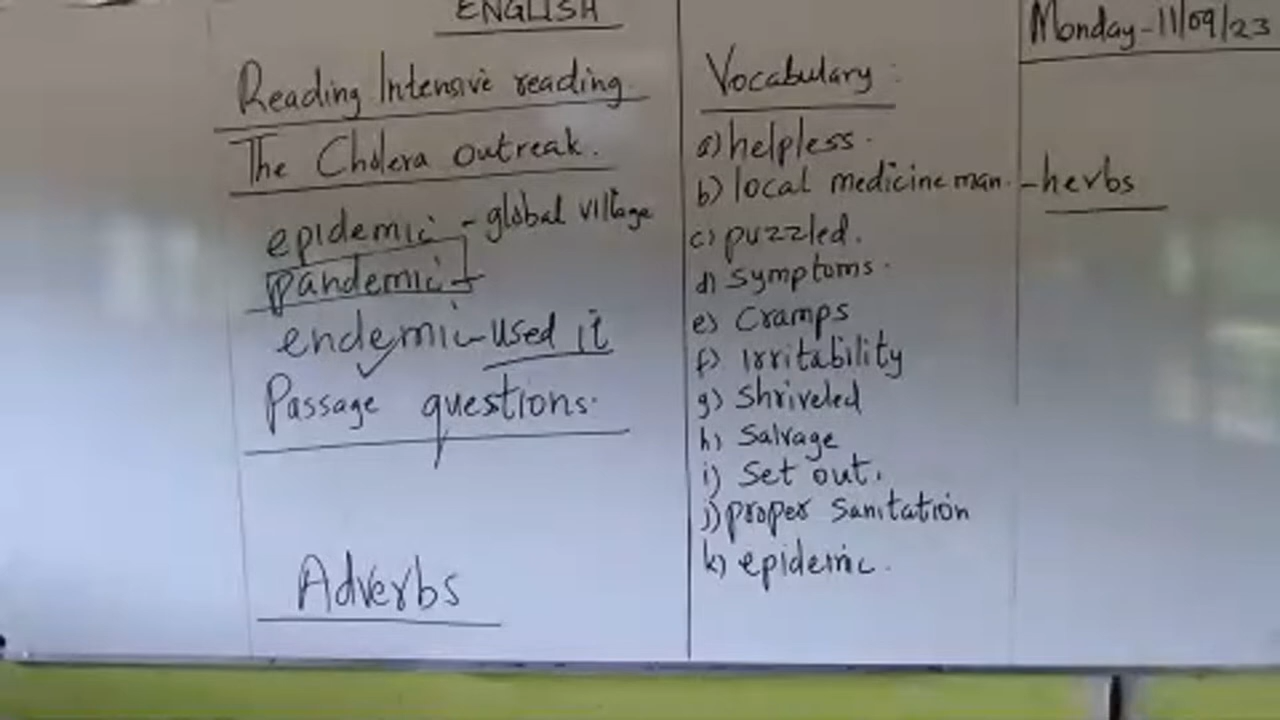 ENGLISH
Reading Intensive reading.
The Cholera outreak.
epidemic - global village
pandemic -
endemic - used it
Passage questions.
Adverbs
Vocabulary:
a) helpless.
b) local medicine man. - herbs
c) puzzled.
d) symptoms.
e) Cramps
f) irritability
g) Shriveled
h) Salvage
i) Set out.
j) proper Sanitation
k) epidemic.
Monday - 11/09/23